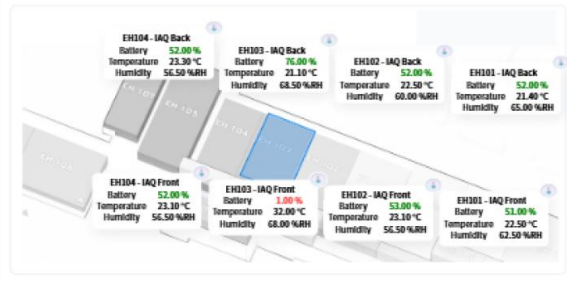 EH104 - IAQ Back
Battery 52.00 %
Temperature 23.30 °C
Humidity 56.50 %RH
EH103 - IAQ Back
Battery 76.00 %
Temperature 21.10 °C
Humidity 68.50 %RH
EH102 - IAQ Back
Battery 52.00 %
Temperature 22.50 °C
Humidity 60.00 %RH
EH101 - IAQ Back
Battery 52.00 %
Temperature 21.40 °C
Humidity 65.00 %RH
EH 105
EH 104
EH104 - IAQ Front
Battery 52.00 %
Temperature 23.10 °C
Humidity 56.50 %RH
EH103 - IAQ Front
Battery 1.00 %
Temperature 32.00 °C
Humidity 68.00 %RH
EH102 - IAQ Front
Battery 53.00 %
Temperature 23.10 °C
Humidity 56.50 %RH
EH101 - IAQ Front
Battery 51.00 %
Temperature 22.50 °C
Humidity 62.50 %RH